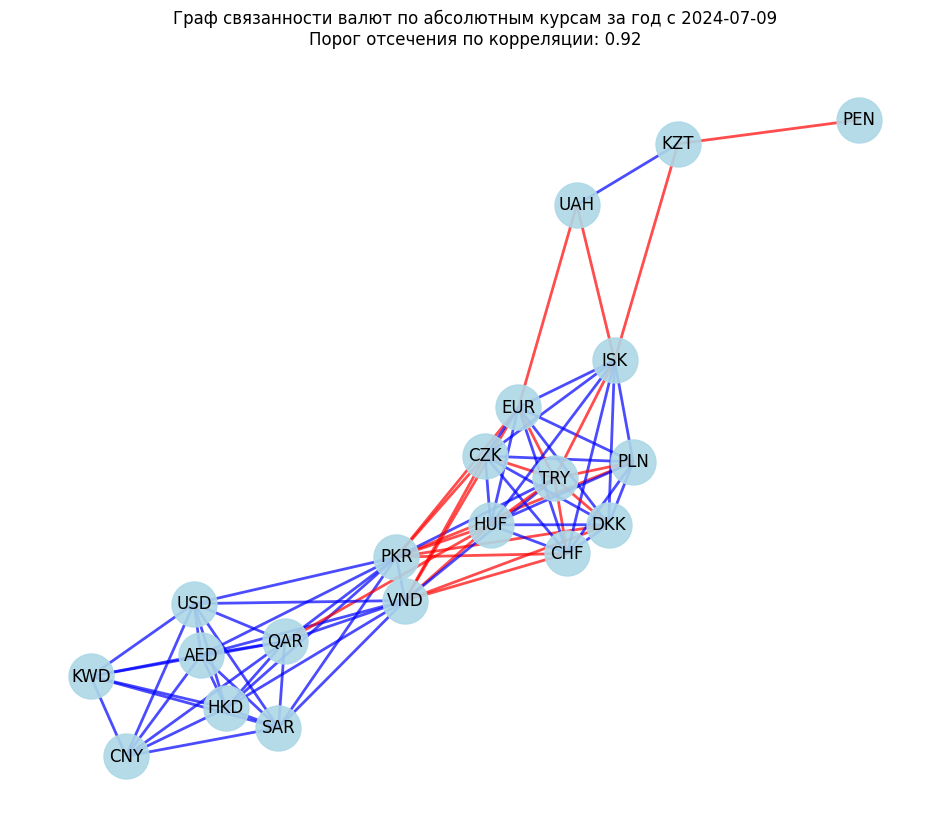 Граф связанности валют по абсолютным курсам за год с 2024-07-09
Порог отсечения по корреляции: 0.92
PEN
KZT
UAH
ISK
EUR
CZK
PLN
TRY
HUF
DKK
CHF
PKR
VND
USD
QAR
AED
KWD
HKD
SAR
CNY